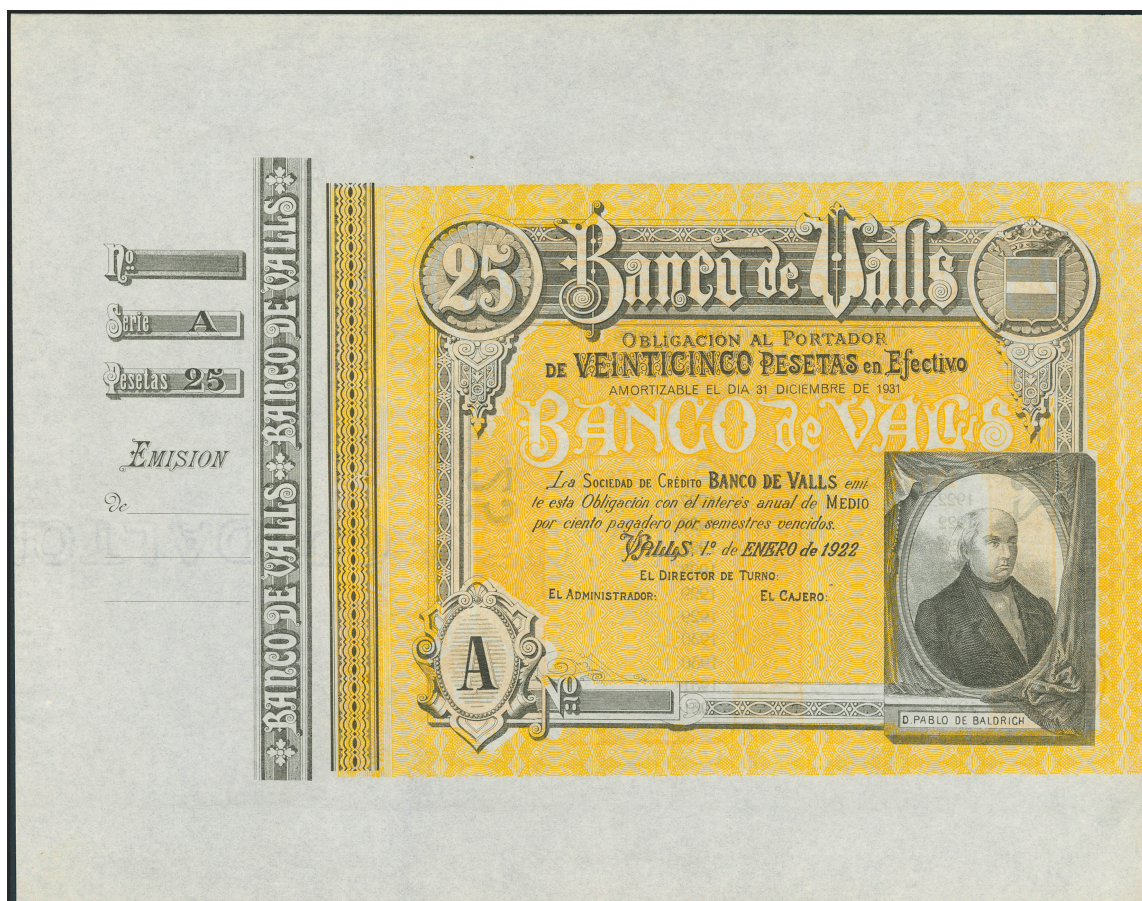 Nº
Serie A
Pesetas 25
EMISION
de
BANCO DE VALLS BANCO DE VALLS
25
Banco de Valls
OBLIGACION AL PORTADOR
DE VEINTICINCO PESETAS en Efectivo
AMORTIZABLE EL DIA 31 DICIEMBRE DE 1931
BANCO de VALLS
La SOCIEDAD DE CRÉDITO BANCO DE VALLS emi-
te esta Obligación con el interés anual de MEDIO
por ciento pagadero por semestres vencidos.
VALLS, 1.º de ENERO de 1922
EL DIRECTOR DE TURNO:
EL ADMINISTRADOR: EL CAJERO:
A
Nº
D. PABLO DE BALDRICH